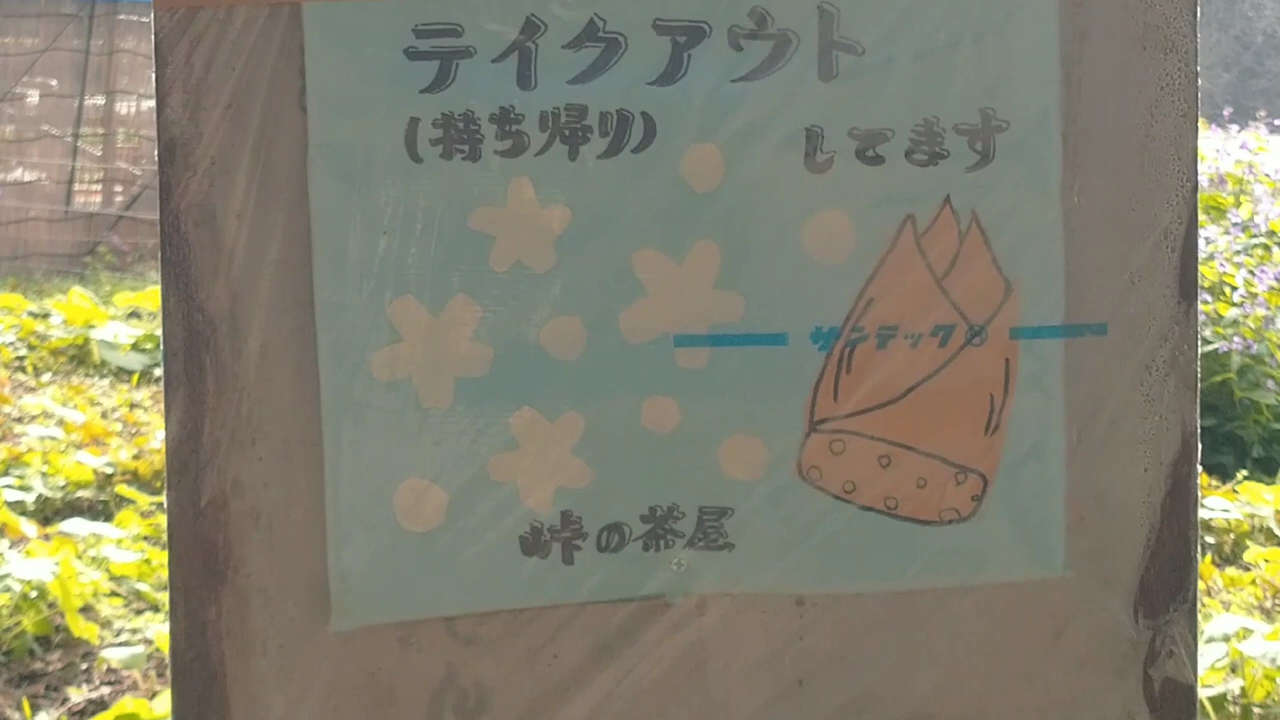 テイクアウト
(持ち帰り)
してます
サンテック®
峠の茶屋